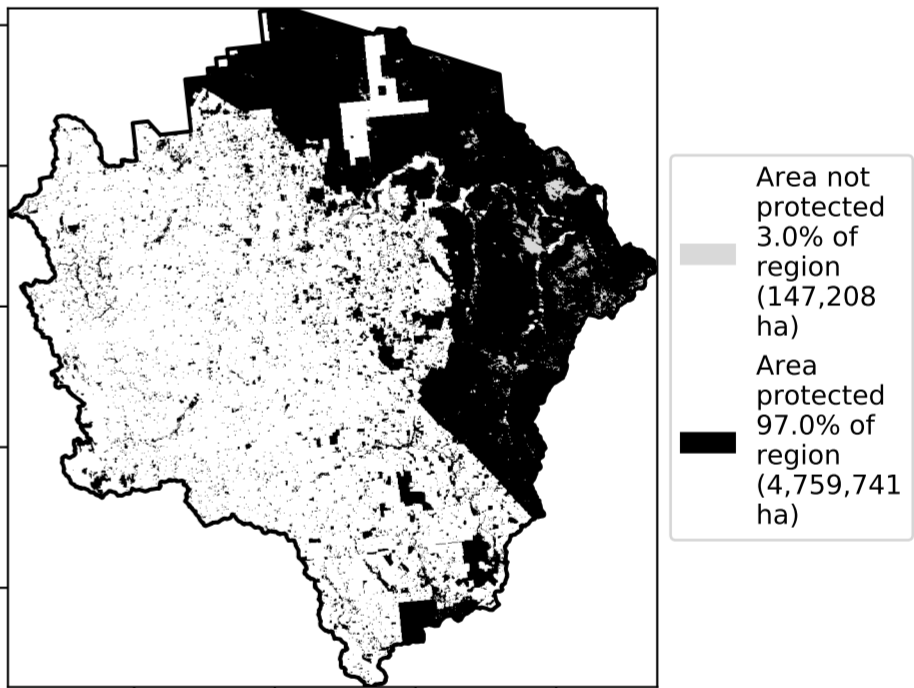 Area not
protected
3.0% of
region
(147,208
ha)
Area
protected
97.0% of
region
(4,759,741
ha)